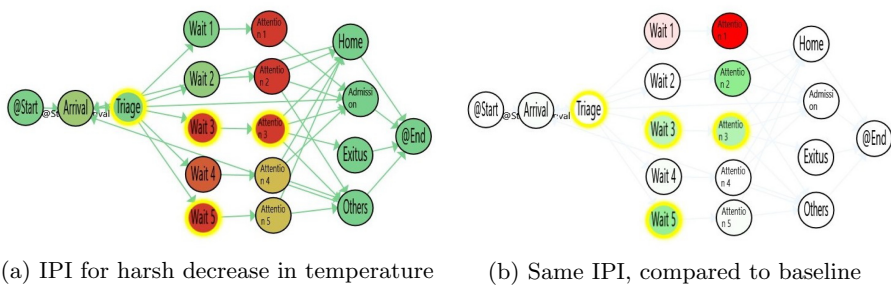 Wait 1
Attentio
n 1
Home
Wait 2
Attentio
n 2
Admissi
on
@Start
Arrival
Triage
Wait 3
Attentio
n 3
@End
Exitus
Wait 4
Attentio
n 4
Others
Wait 5
Attentio
n 5
(a) IPI for harsh decrease in temperature
Wait 1
Attentio
n 1
Home
Wait 2
Attentio
n 2
Admissi
on
@Start
Arrival
Triage
Wait 3
Attentio
n 3
@End
Exitus
Wait 4
Attentio
n 4
Others
Wait 5
Attentio
n 5
(b) Same IPI, compared to baseline